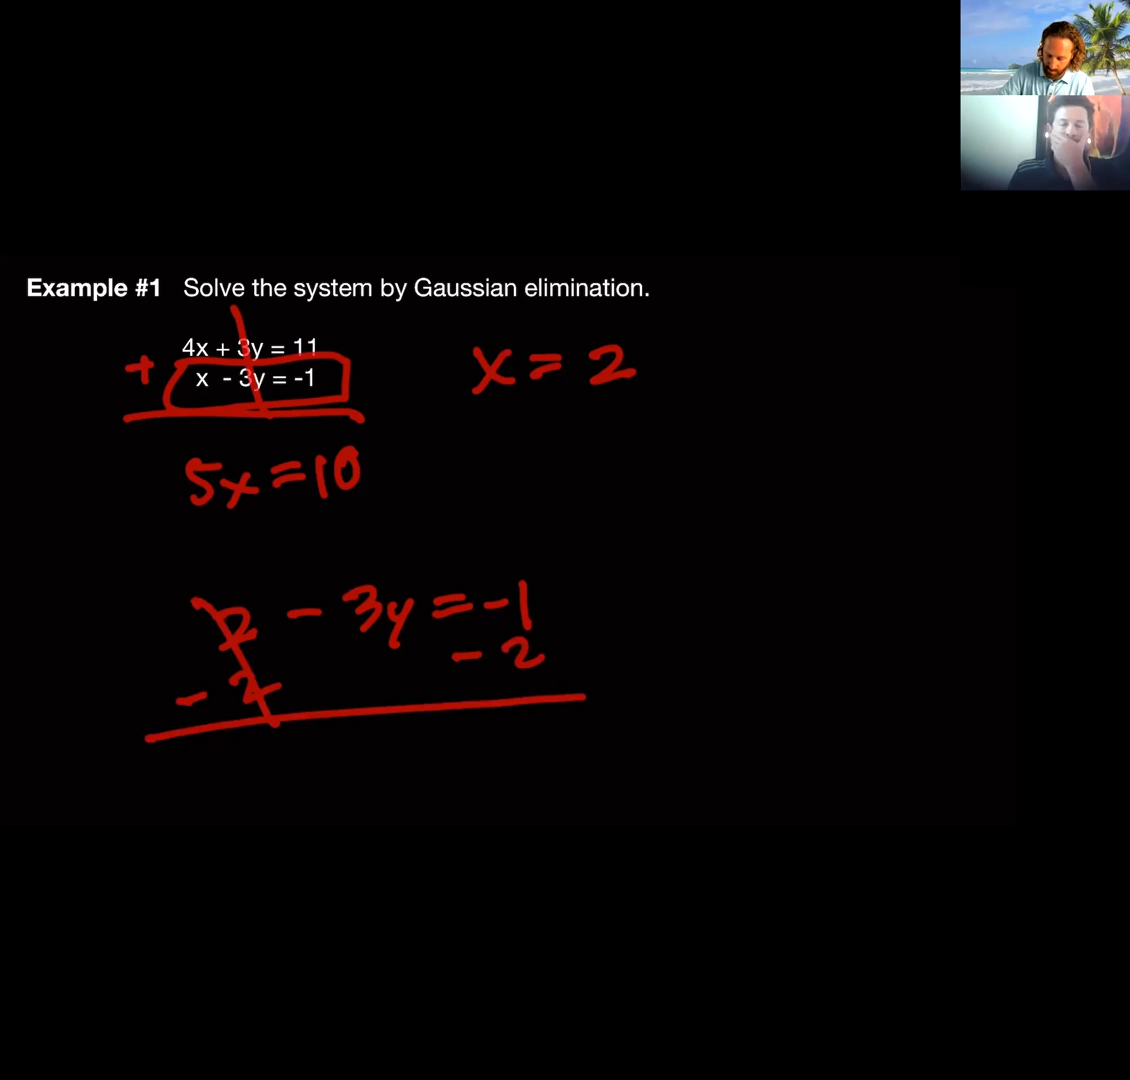 Example #1 Solve the system by Gaussian elimination.
4x + 3y = 11
+ x - 3y = -1
x = 2
5x = 10
2 - 3y = -1
- 2
- 2